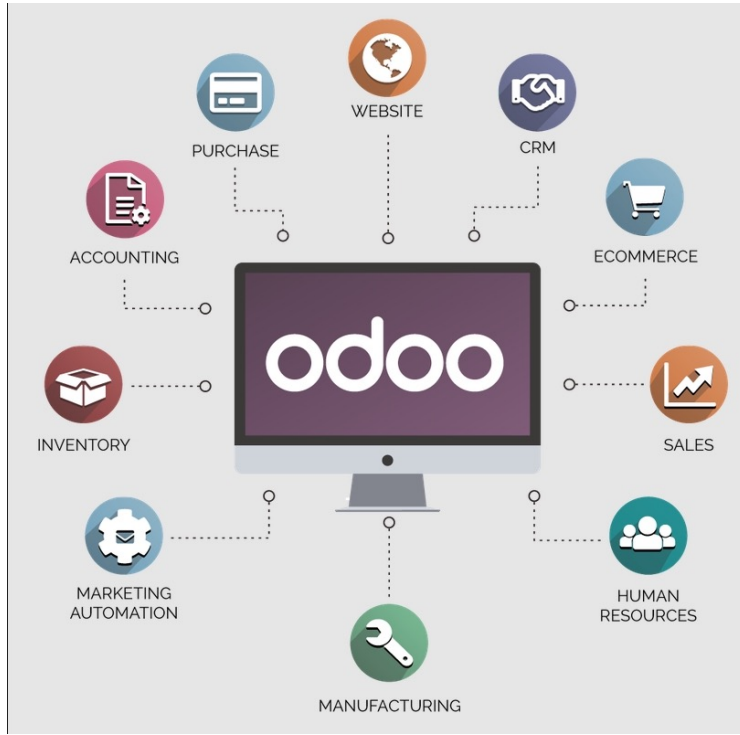 WEBSITE
PURCHASE
CRM
ACCOUNTING
ECOMMERCE
odoo
INVENTORY
SALES
MARKETING
AUTOMATION
HUMAN
RESOURCES
MANUFACTURING